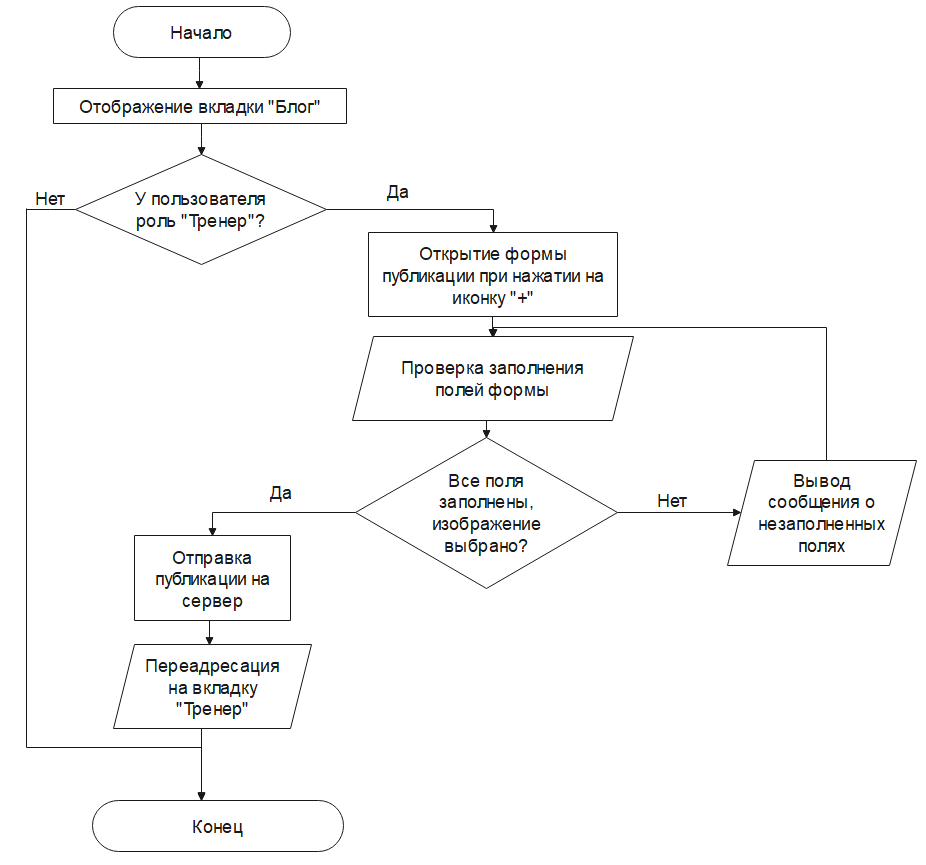 Начало
Отображение вкладки "Блог"
Нет
У пользователя
роль "Тренер"?
Да
Открытие формы
публикации при нажатии на
иконку "+"
Проверка заполнения
полей формы
Все поля
заполнены,
изображение
выбрано?
Да
Нет
Вывод
сообщения о
незаполненных
полях
Отправка
публикации на
сервер
Переадресация
на вкладку
"Тренер"
Конец